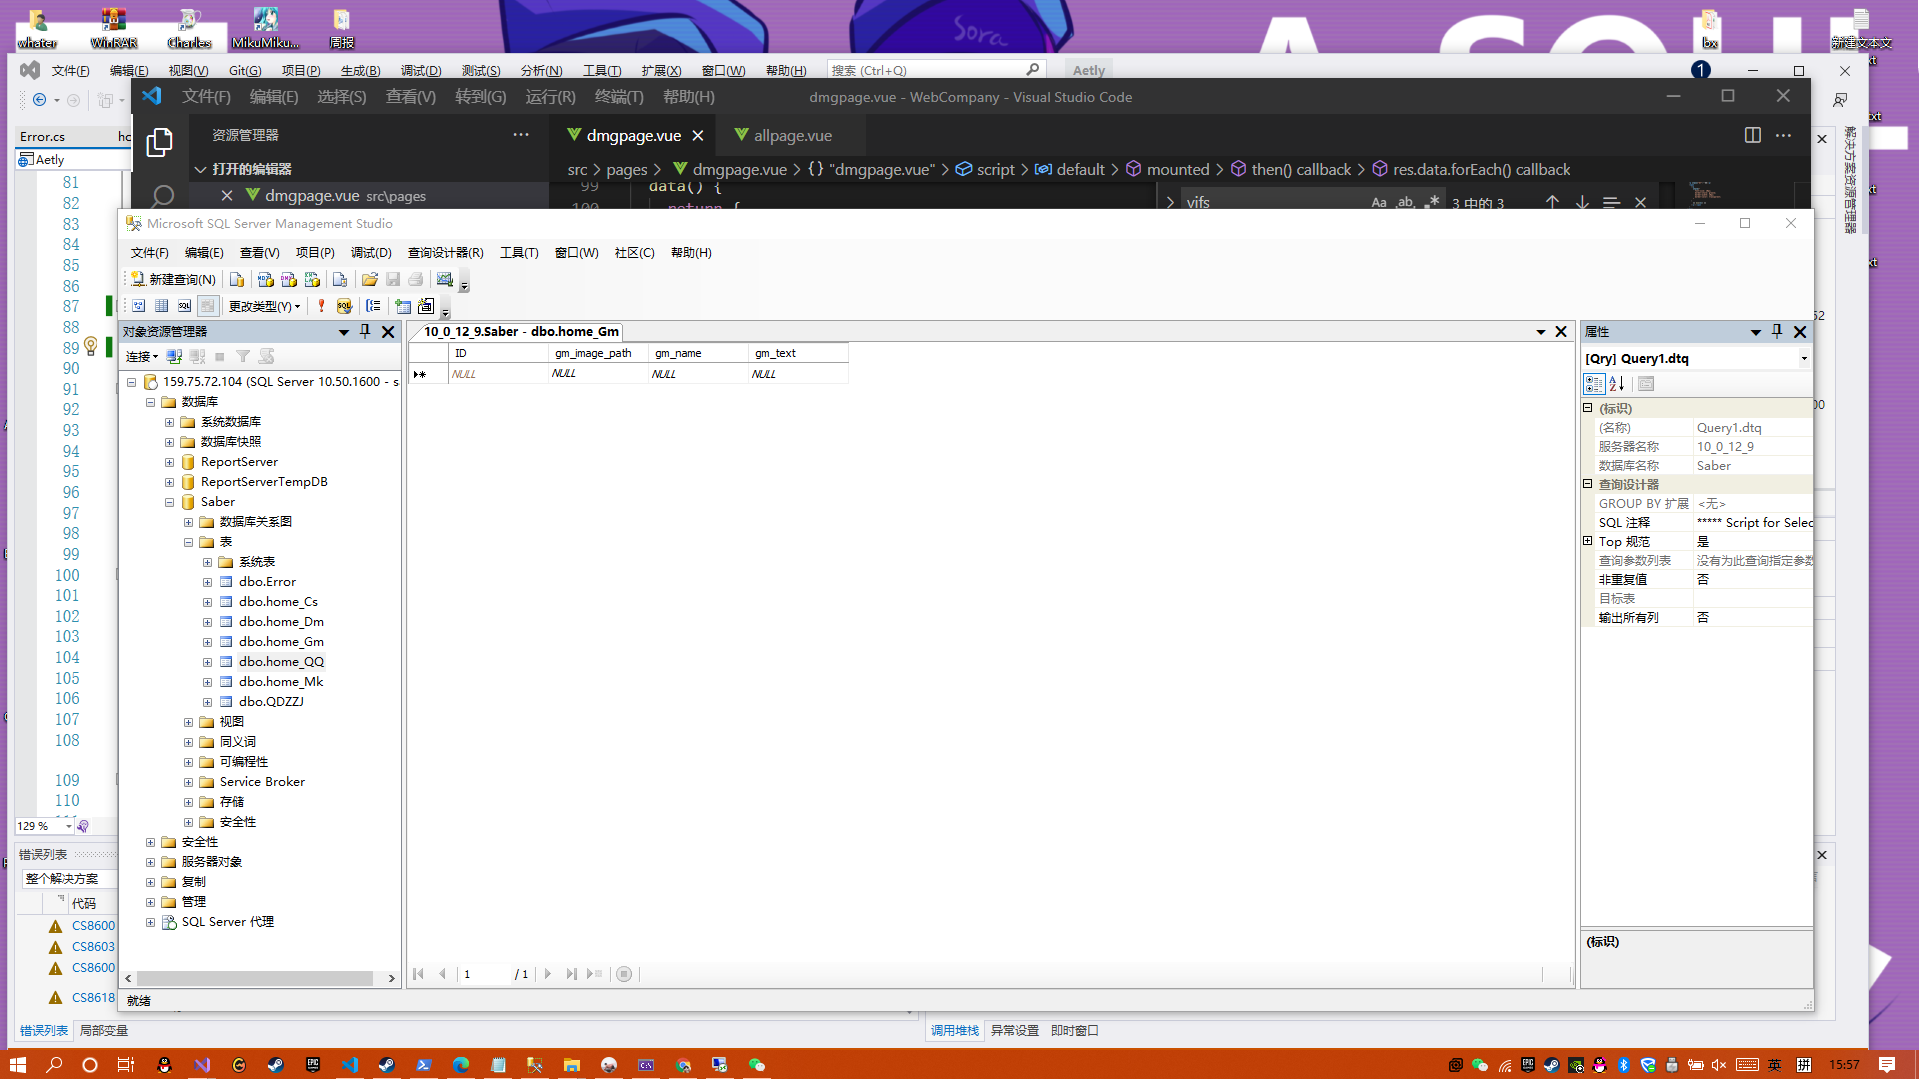 whater
WinRAR
Charles
MikuMiku...
周报
Sora
A SOUL
bx
新建文本文
文件(F) 编辑(E) 视图(V) Git(G) 项目(P) 生成(B) 调试(D) 测试(S) 分析(N) 工具(T) 扩展(X) 窗口(W) 帮助(H) 搜索 (Ctrl+Q) Aetly 1
文件(F) 编辑(E) 选择(S) 查看(V) 转到(G) 运行(R) 终端(T) 帮助(H) dmgpage.vue - WebCompany - Visual Studio Code
Error.cs
Aetly
资源管理器
dmgpage.vue
allpage.vue
打开的编辑器
src > pages > dmgpage.vue > {} "dmgpage.vue" > script > default > mounted > then() callback > res.data.forEach() callback
dmgpage.vue src\pages
99 data() {
vifs Aa ab 3 中的 3
解决方案资源管理器
81
82
83
84
85
86
87
88
89
90
91
92
93
94
95
96
97
98
99
100
101
102
103
104
105
106
107
108
109
110
129 %
Microsoft SQL Server Management Studio
文件(F) 编辑(E) 查看(V) 项目(P) 调试(D) 查询设计器(R) 工具(T) 窗口(W) 社区(C) 帮助(H)
新建查询(N)
更改类型(Y)
对象资源管理器
连接
159.75.72.104 (SQL Server 10.50.1600 - s
数据库
系统数据库
数据库快照
ReportServer
ReportServerTempDB
Saber
数据库关系图
表
系统表
dbo.Error
dbo.home_Cs
dbo.home_Dm
dbo.home_Gm
dbo.home_QQ
dbo.home_Mk
dbo.QDZZJ
视图
同义词
可编程性
Service Broker
存储
安全性
安全性
服务器对象
复制
管理
SQL Server 代理
10_0_12_9.Saber - dbo.home_Gm
ID gm_image_path gm_name gm_text
NULL NULL NULL NULL
1 / 1
属性
[Qry] Query1.dtq
(标识)
(名称) Query1.dtq
服务器名称 10_0_12_9
数据库名称 Saber
查询设计器
GROUP BY 扩展 <无>
SQL 注释 ***** Script for Selec
Top 规范 是
查询参数列表 没有为此查询指定参数
非重复值 否
目标表
输出所有列 否
(标识)
就绪
错误列表
整个解决方案
代码
CS8600
CS8603
CS8600
CS8618
错误列表 局部变量
调用堆栈 异常设置 即时窗口
英 拼 15:57